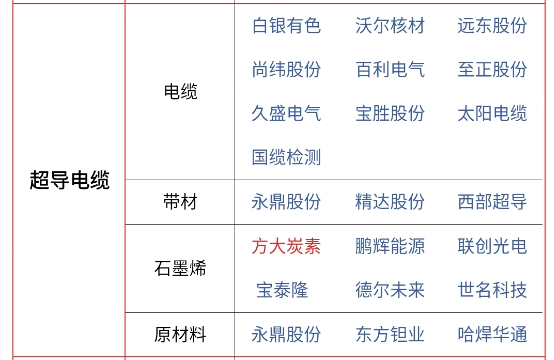 超导电缆
电缆
白银有色 沃尔核材 远东股份
尚纬股份 百利电气 至正股份
久盛电气 宝胜股份 太阳电缆
国缆检测
带材
永鼎股份 精达股份 西部超导
石墨烯
方大炭素 鹏辉能源 联创光电
宝泰隆 德尔未来 世名科技
原材料
永鼎股份 东方钽业 哈焊华通